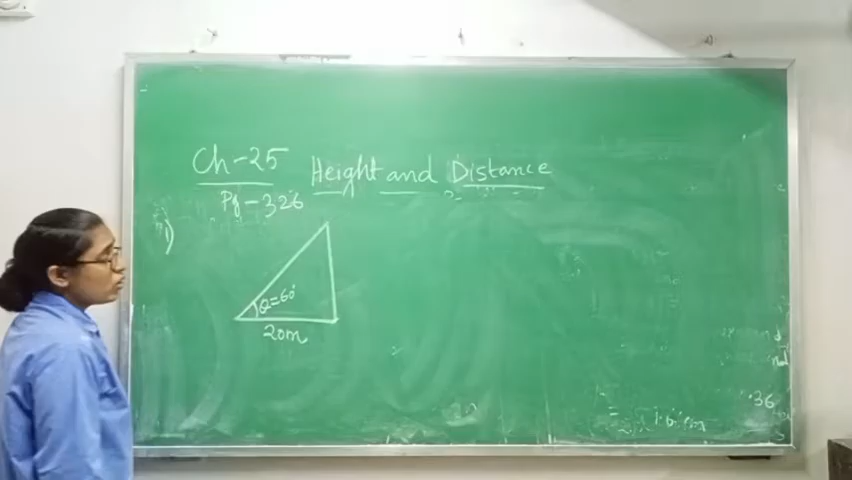 Ch-25 Height and Distance
Pg-326
1)
θ=60°
20m
36